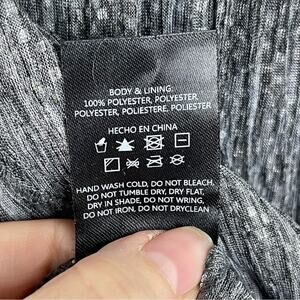 BODY & LINING:
100% POLYESTER, POLYESTER,
POLYESTER, POLIESTERE, POLIESTER
HECHO EN CHINA
HAND WASH COLD, DO NOT BLEACH,
DO NOT TUMBLE DRY, DRY FLAT,
DRY IN SHADE, DO NOT WRING,
DO NOT IRON, DO NOT DRYCLEAN